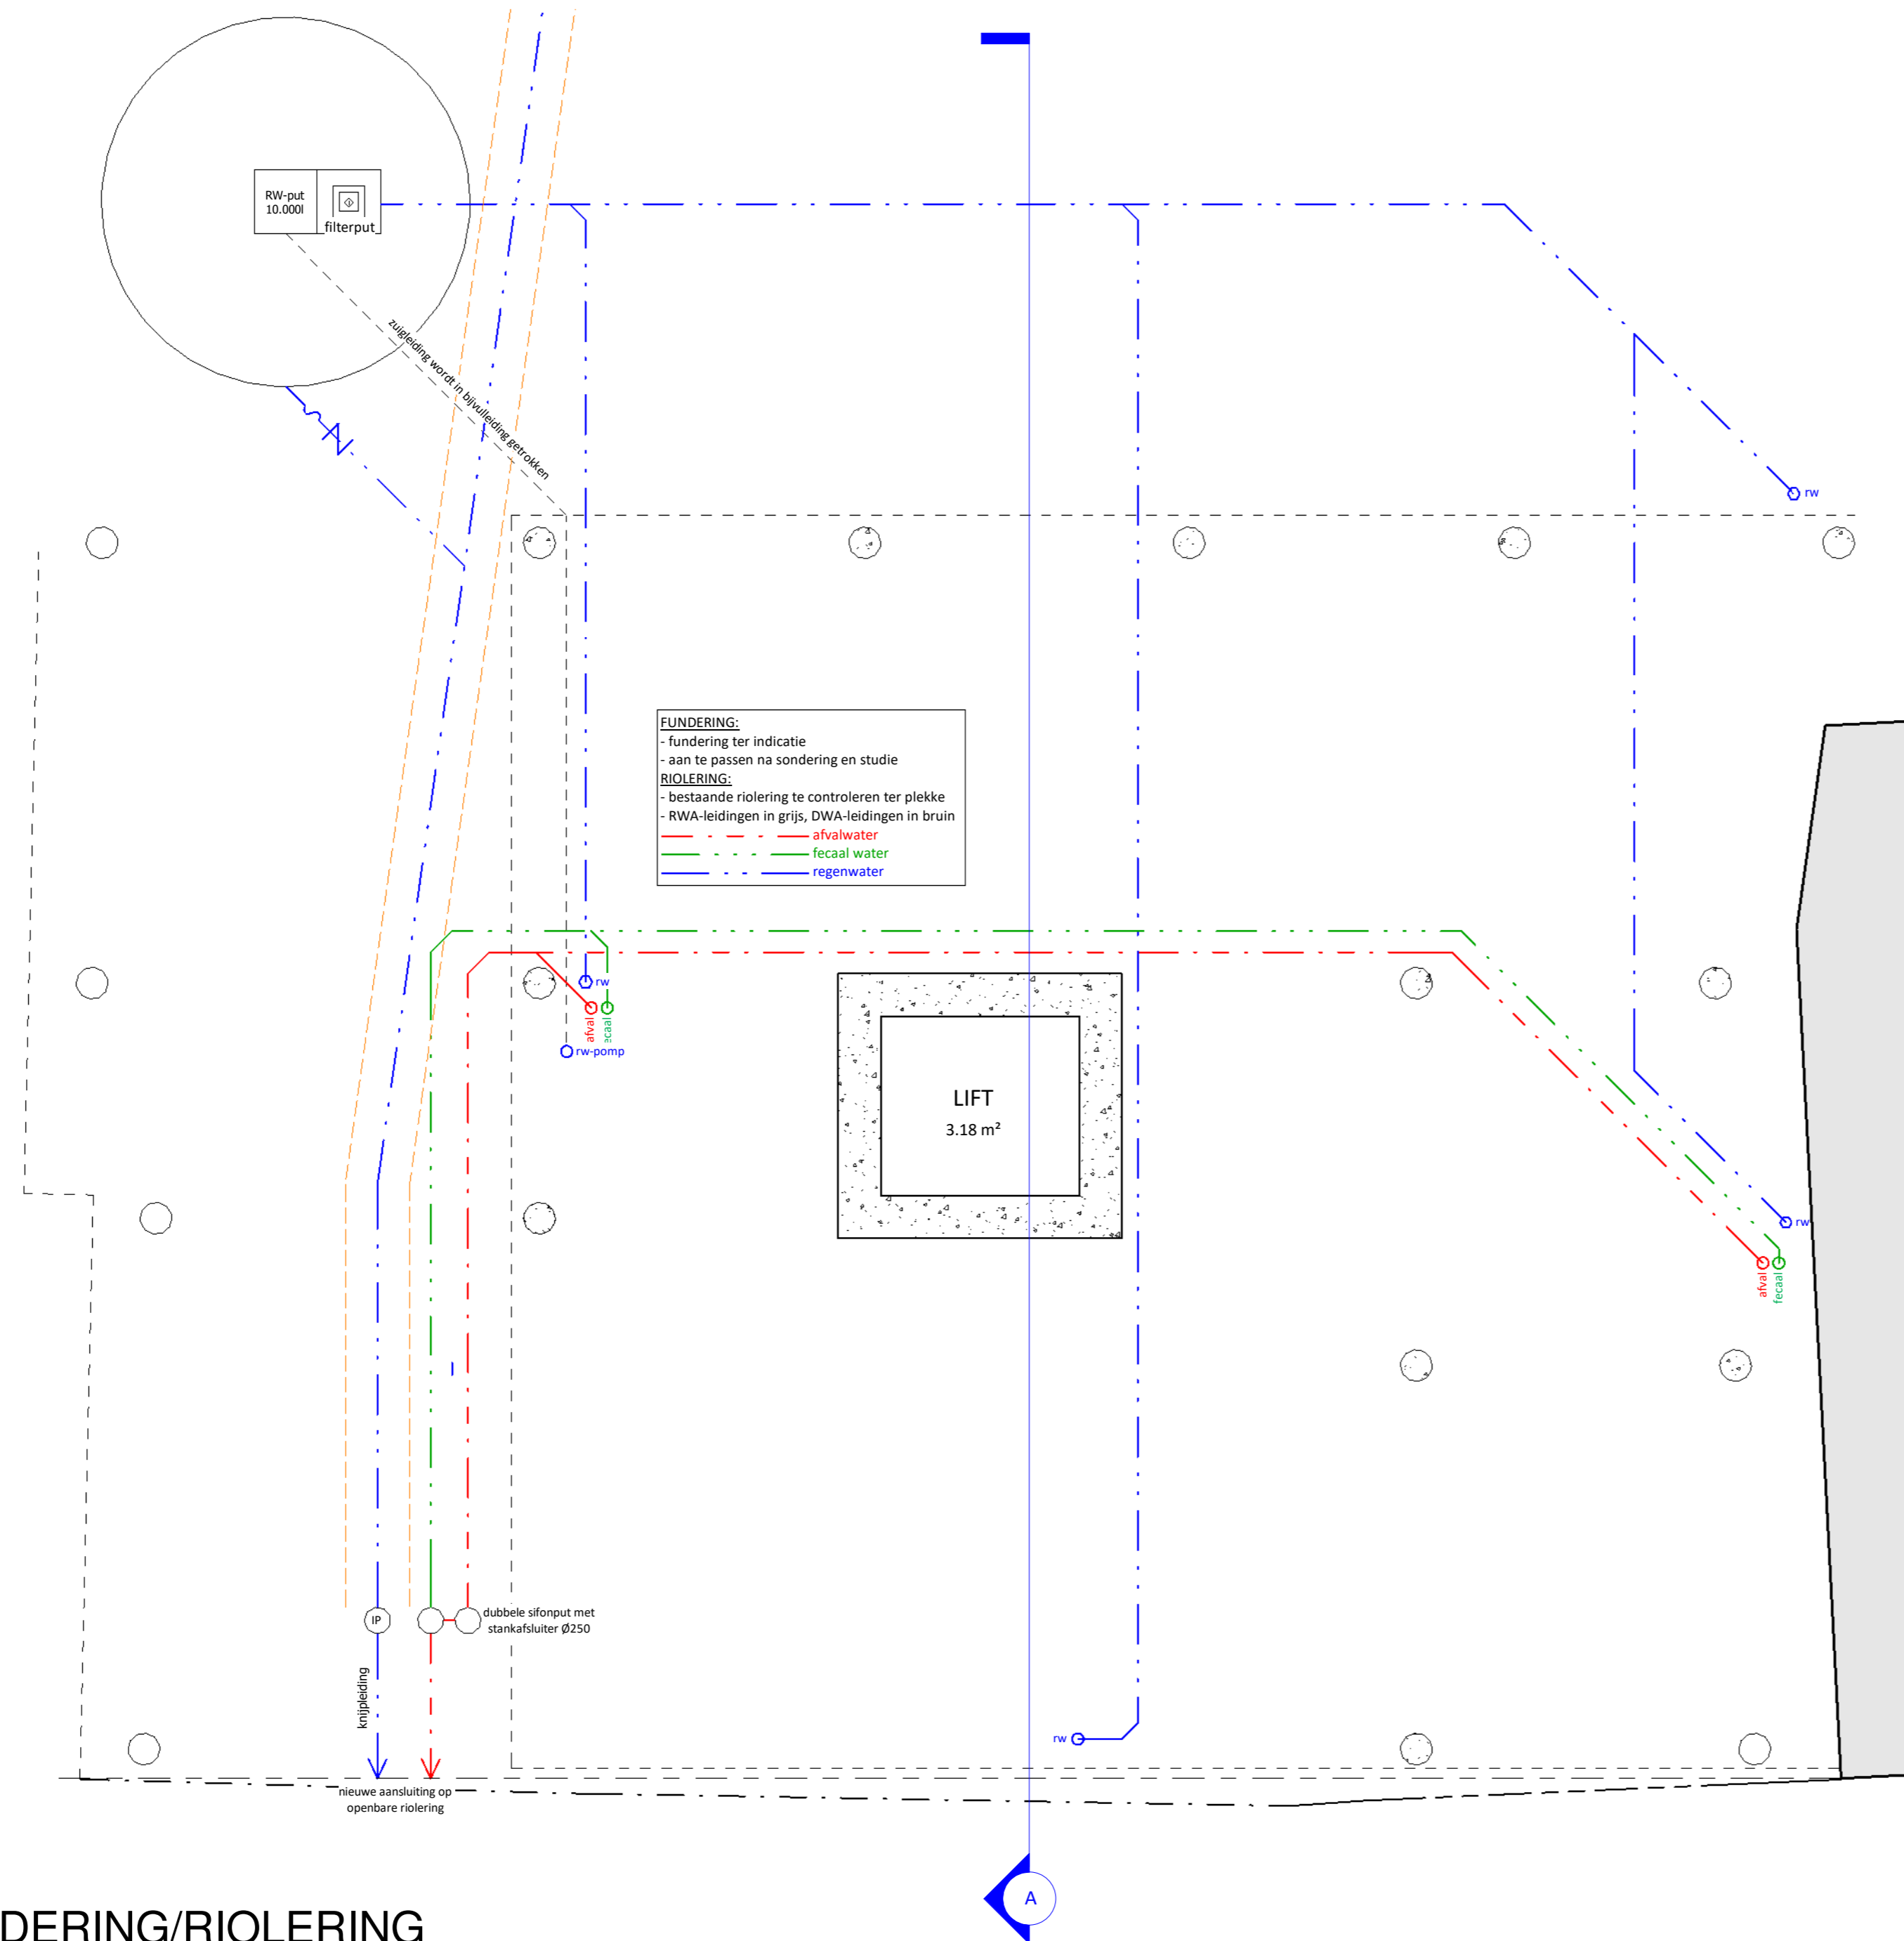 RW-put
10.000l
filterput
zuigleiding wordt in bijvulleiding getrokken
rw
FUNDERING:
- fundering ter indicatie
- aan te passen na sondering en studie
RIOLERING:
- bestaande riolering te controleren ter plekke
- RWA-leidingen in grijs, DWA-leidingen in bruin
afvalwater
fecaal water
regenwater
rw
afval
ecaal
rw-pomp
LIFT
3.18 m²
rw
afval
fecaal
IP
dubbele sifonput met
stankafsluiter Ø250
knijpleiding
rw
nieuwe aansluiting op
openbare riolering
A
DERING/RIOLERING